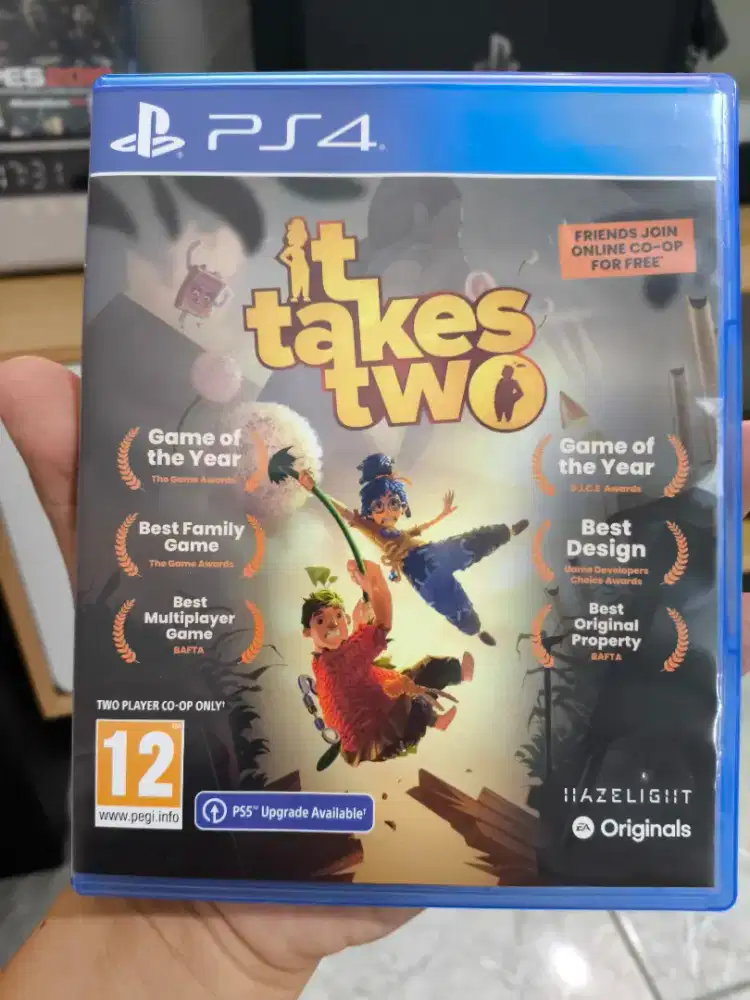 PES
PS4
FRIENDS JOIN
ONLINE CO-OP
FOR FREE*
it
takes
two
Game of
the Year
The Game Awards
Best Family
Game
The Game Awards
Best
Multiplayer
Game
BAFTA
Game of
the Year
D.I.C.E Awards
Best
Design
Game Developers
Choice Awards
Best
Original
Property
BAFTA
TWO PLAYER CO-OP ONLY†
12
www.pegi.info
PS5™ Upgrade Available†
HAZELIGHT
EA Originals